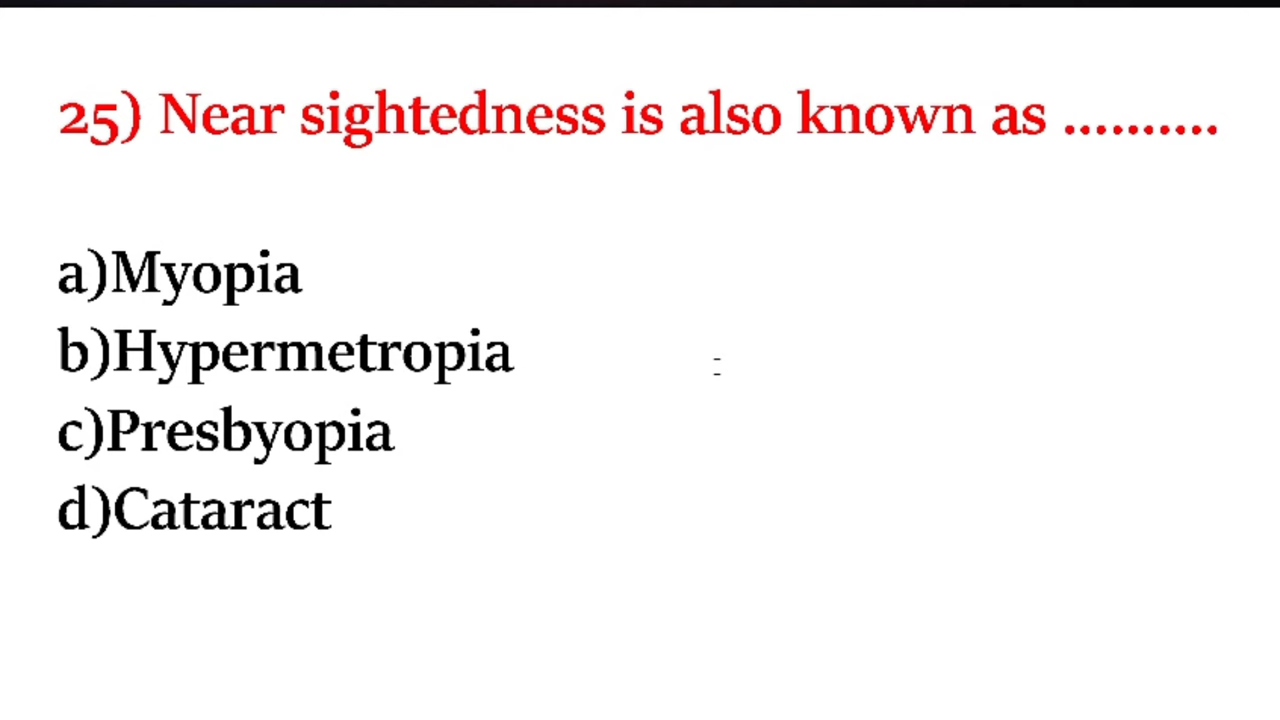 25) Near sightedness is also known as ..........
a)Myopia
b)Hypermetropia
c)Presbyopia
d)Cataract